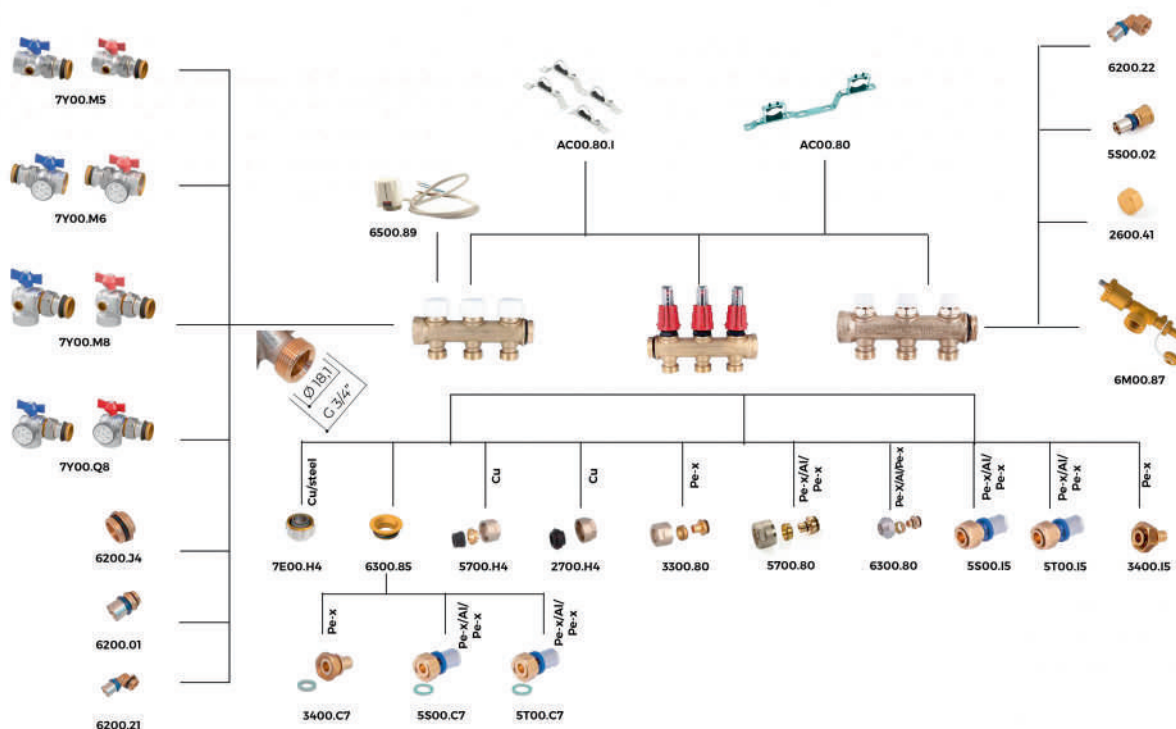 7Y00.M5
7Y00.M6
7Y00.M8
7Y00.Q8
6200.J4
6200.01
6200.21
AC00.80.I
AC00.80
6500.89
6200.22
5S00.02
2600.41
6M00.87
Ø 18,1
G 3/4"
Cu/steel
Cu
Cu
Pe-x
Pe-x/Al/
Pe-x
Pe-x/Al/Pe-x
Pe-x/Al/
Pe-x
Pe-x/Al/
Pe-x
Pe-x
7E00.H4
6300.85
5700.H4
2700.H4
3300.80
5700.80
6300.80
5S00.I5
5T00.I5
3400.I5
Pe-x
Pe-x/Al/
Pe-x
Pe-x/Al/
Pe-x
3400.C7
5S00.C7
5T00.C7